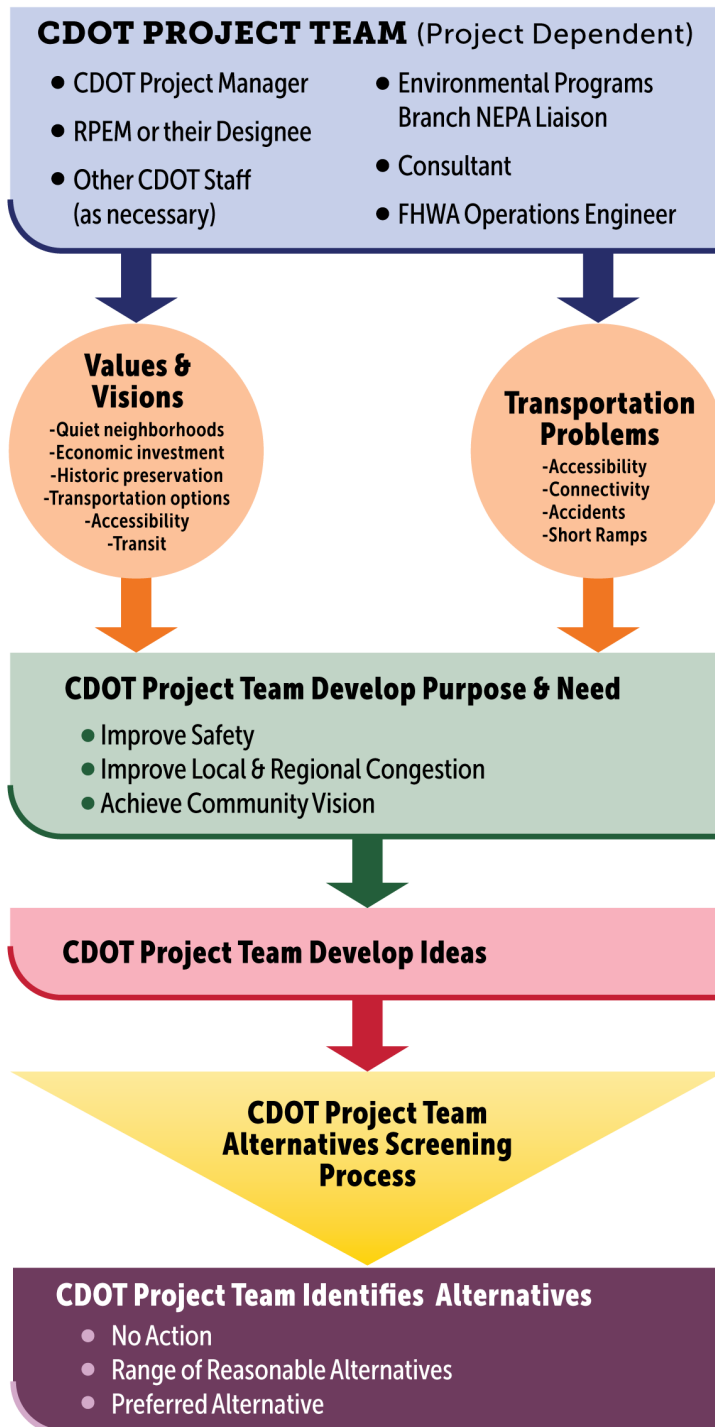 CDOT PROJECT TEAM (Project Dependent)
• CDOT Project Manager
• RPEM or their Designee
• Other CDOT Staff
(as necessary)
• Environmental Programs
Branch NEPA Liaison
• Consultant
• FHWA Operations Engineer
Values &
Visions
-Quiet neighborhoods
-Economic investment
-Historic preservation
-Transportation options
-Accessibility
-Transit
Transportation
Problems
-Accessibility
-Connectivity
-Accidents
-Short Ramps
CDOT Project Team Develop Purpose & Need
• Improve Safety
• Improve Local & Regional Congestion
• Achieve Community Vision
CDOT Project Team Develop Ideas
CDOT Project Team
Alternatives Screening
Process
CDOT Project Team Identifies Alternatives
• No Action
• Range of Reasonable Alternatives
• Preferred Alternative